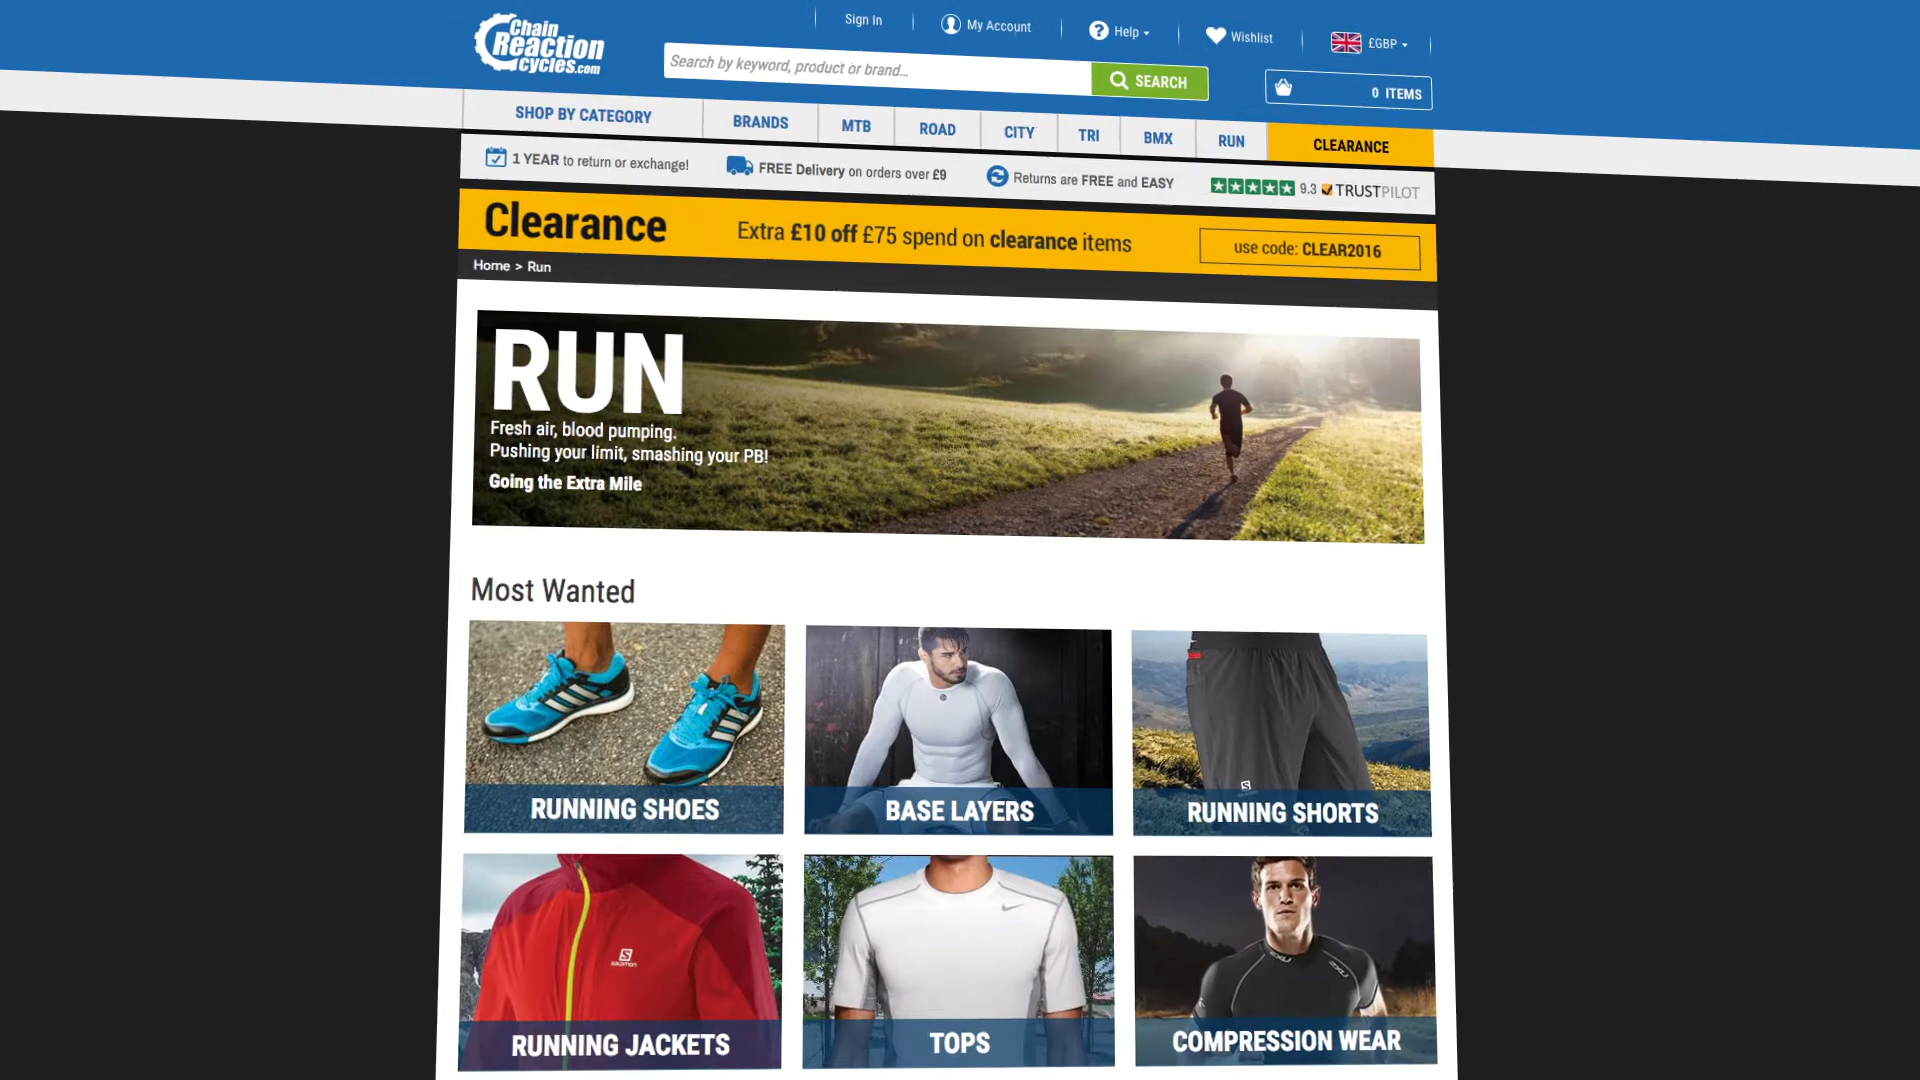 Chain
Reaction
cycles.com
Sign In
My Account
Help
Wishlist
£GBP
Search by keyword, product or brand...
SEARCH
0 ITEMS
SHOP BY CATEGORY
BRANDS
MTB
ROAD
CITY
TRI
BMX
RUN
CLEARANCE
1 YEAR to return or exchange!
FREE Delivery on orders over £9
Returns are FREE and EASY
9.3 TRUSTPILOT
Clearance
Extra £10 off £75 spend on clearance items
use code: CLEAR2016
Home > Run
RUN
Fresh air, blood pumping.
Pushing your limit, smashing your PB!
Going the Extra Mile
Most Wanted
RUNNING SHOES
BASE LAYERS
RUNNING SHORTS
salomon
2XU
2XU
RUNNING JACKETS
TOPS
COMPRESSION WEAR